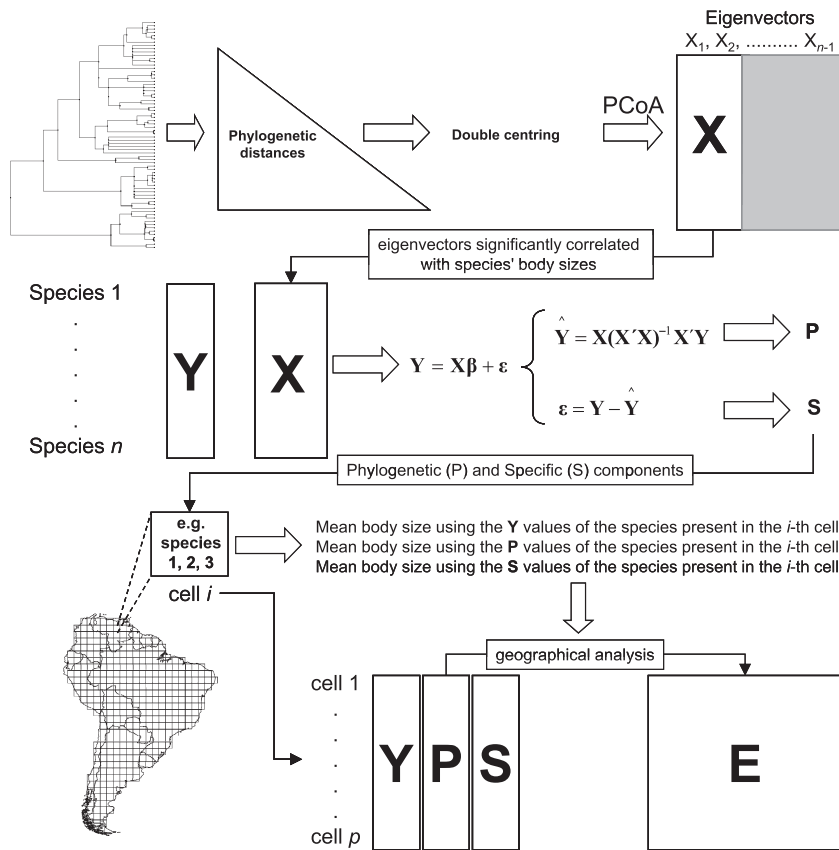 Eigenvectors
X1, X2, .......... Xn-1
PCoA
Phylogenetic
distances
Double centring
X
eigenvectors significantly correlated
with species' body sizes
Species 1
.
.
.
.
.
Species n
Y
X
Y = Xβ + ε
Ŷ = X(X′X)⁻¹X′Y
P
ε = Y − Ŷ
S
Phylogenetic (P) and Specific (S) components
e.g.
species
1, 2, 3
cell i
Mean body size using the Y values of the species present in the i-th cell
Mean body size using the P values of the species present in the i-th cell
Mean body size using the S values of the species present in the i-th cell
geographical analysis
cell 1
.
.
.
.
.
cell p
Y P S
E